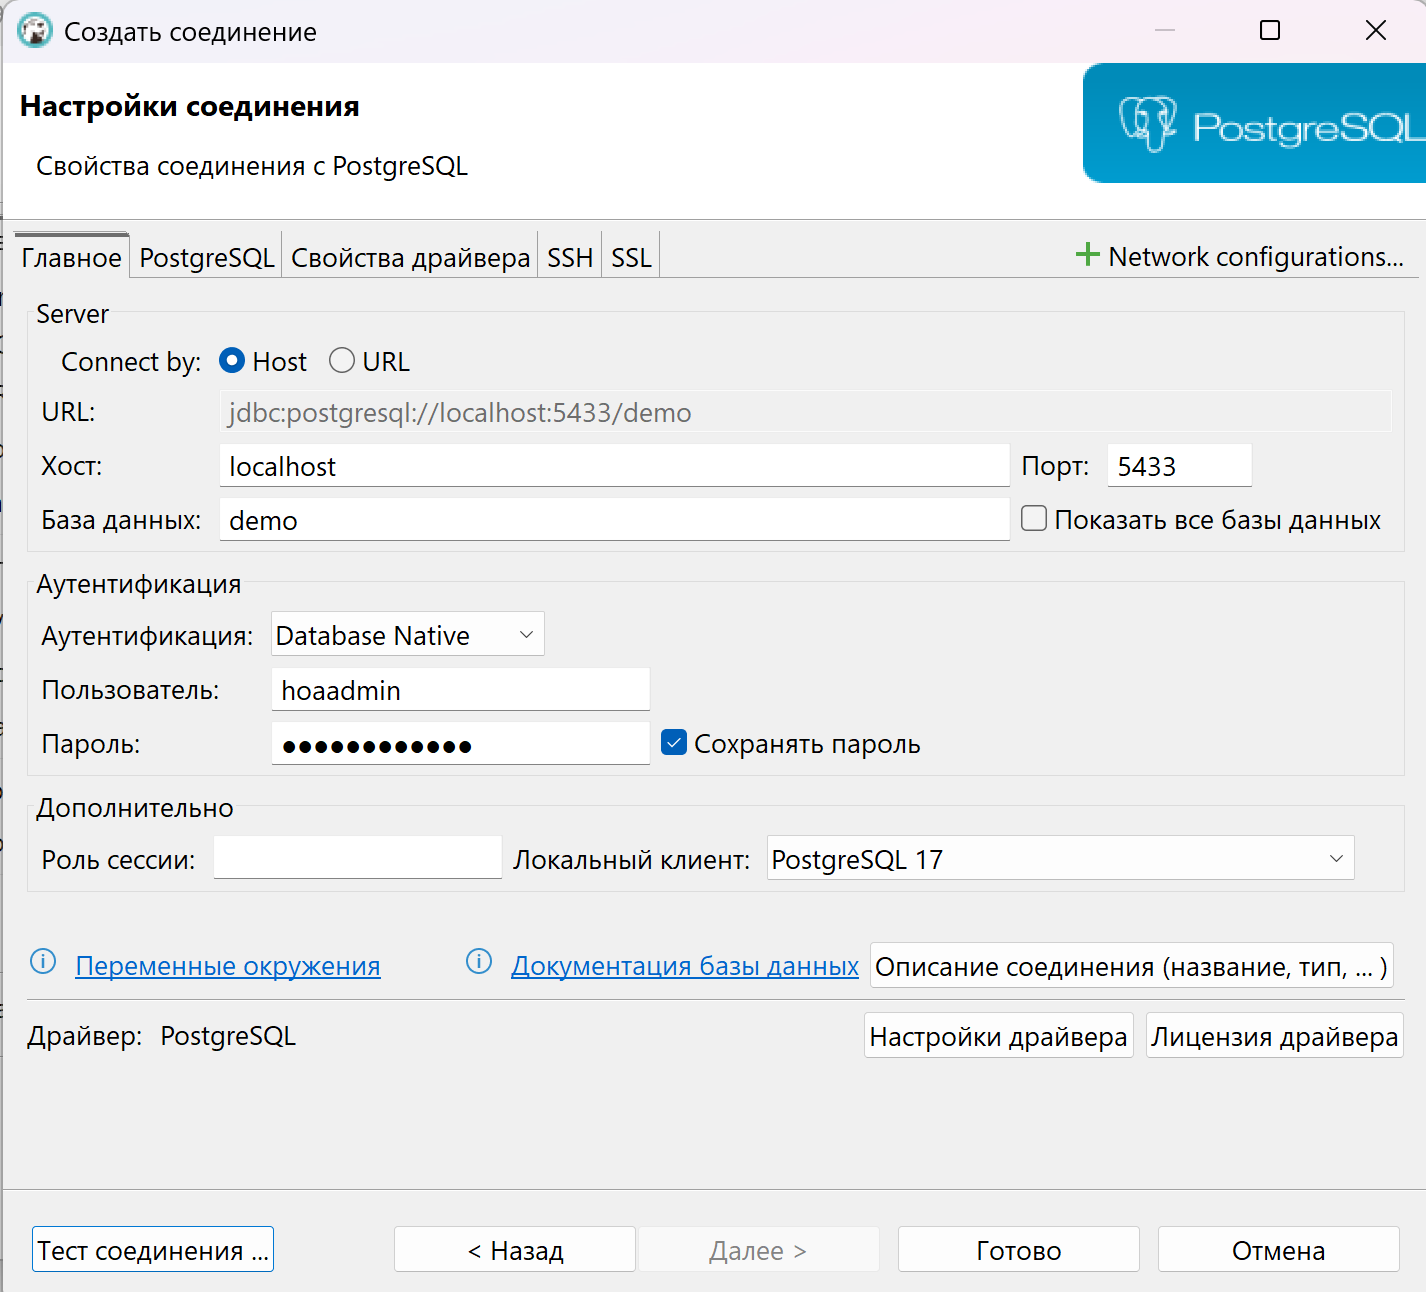 Создать соединение
Настройки соединения
Свойства соединения с PostgreSQL
PostgreSQL
Главное PostgreSQL Свойства драйвера SSH SSL Network configurations...
Server
Connect by: Host URL
URL: jdbc:postgresql://localhost:5433/demo
Хост: localhost Порт: 5433
База данных: demo Показать все базы данных
Аутентификация
Аутентификация: Database Native
Пользователь: hoaadmin
Пароль: ●●●●●●●●●●●● Сохранять пароль
Дополнительно
Роль сессии: Локальный клиент: PostgreSQL 17
Переменные окружения Документация базы данных Описание соединения (название, тип, ... )
Драйвер: PostgreSQL Настройки драйвера Лицензия драйвера
Тест соединения ... < Назад Далее > Готово Отмена